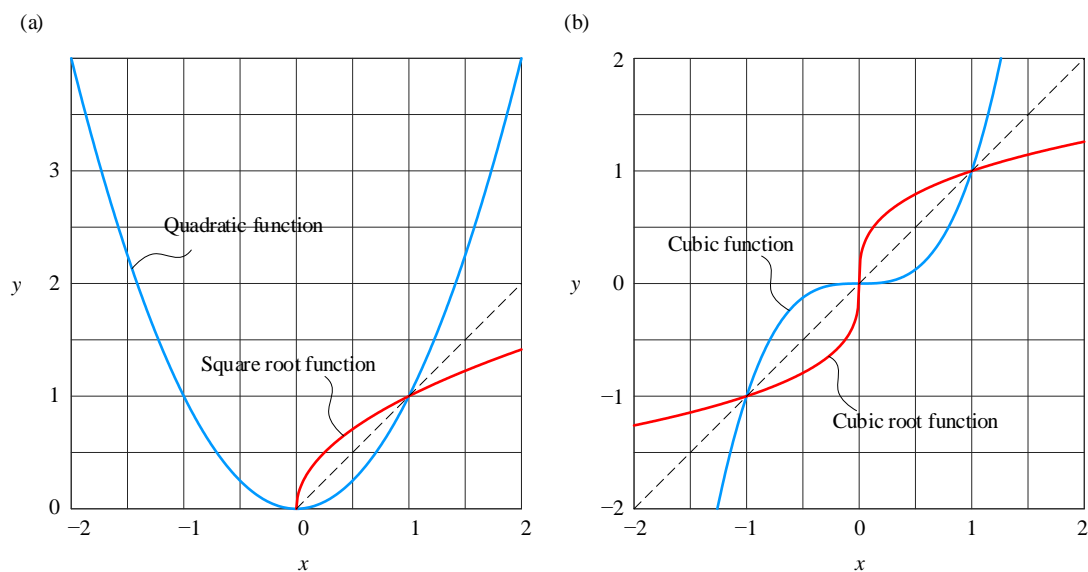 (a)
3
Quadratic function
y
2
Square root function
1
0
−2
−1
0
1
2
x
(b)
2
1
Cubic function
y
0
−1
Cubic root function
−2
−2
−1
0
1
2
x